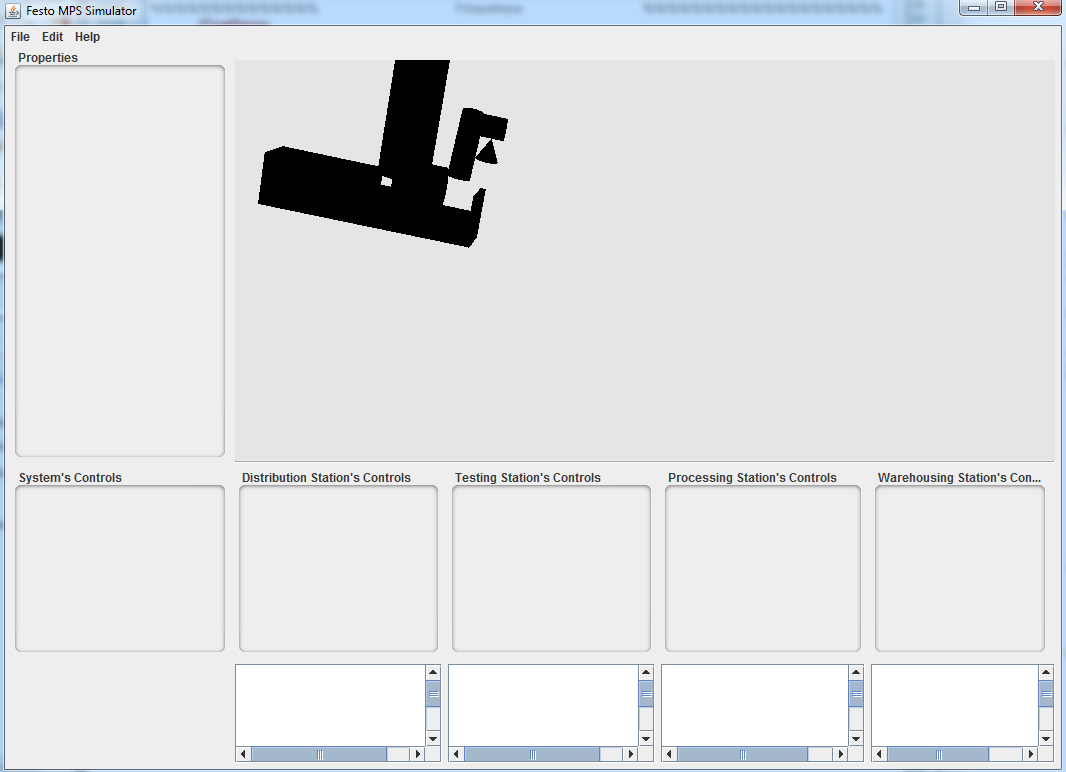 Festo MPS Simulator
File Edit Help
Properties
System's Controls
Distribution Station's Controls
Testing Station's Controls
Processing Station's Controls
Warehousing Station's Con...